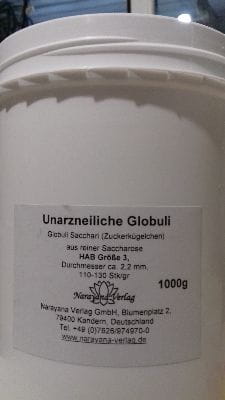 Unarzneiliche Globuli
Globuli Sacchari (Zuckerkügelchen)
aus reiner Saccharose
HAB Größe 3,
Durchmesser ca. 2,2 mm,
110-130 Stk/gr
1000g
Narayana Verlag
Narayana Verlag GmbH, Blumenplatz 2,
79400 Kandern, Deutschland
Tel. +49 (0)7626/974970-0
www.narayana-verlag.de